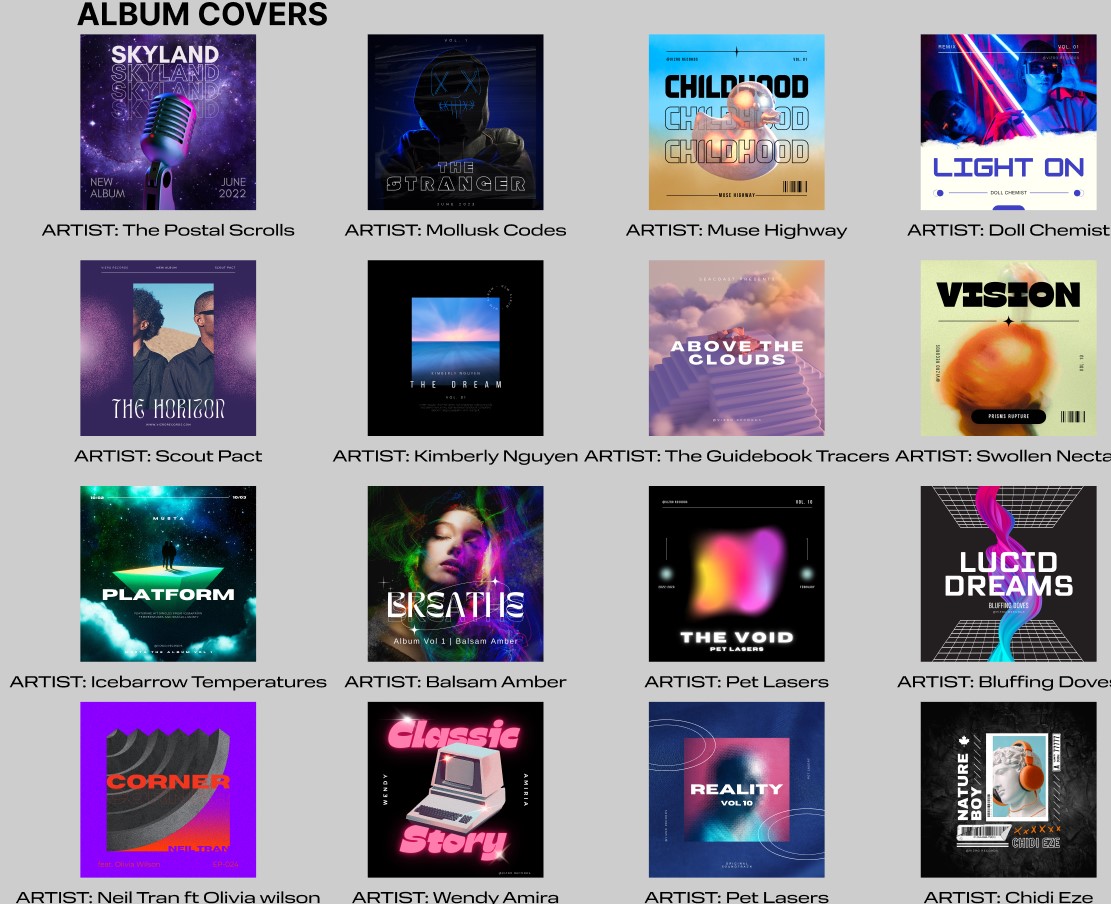 ALBUM COVERS
SKYLAND
SKYLAND
SKYLAND
SKYLAND
NEW
ALBUM
JUNE
2022
ARTIST: The Postal Scrolls
VOL. 1
THE
STRANGER
ARTIST: Mollusk Codes
VOL. 01
CHILDHOOD
CHILDHOOD
CHILDHOOD
MUSE HIGHWAY
ARTIST: Muse Highway
REMIX
VOL. 01
LIGHT ON
DOLL CHEMIST
ARTIST: Doll Chemist
NEW ALBUM
SCOUT PACT
THE HORIZON
ARTIST: Scout Pact
KIMBERLY NGUYEN
THE DREAM
VOL. 01
ARTIST: Kimberly Nguyen
ABOVE THE
CLOUDS
ARTIST: The Guidebook Tracers
VISION
@VIZRO RECORDS
VOL. 10
PRISMS RUPTURE
ARTIST: Swollen Necta
10/03
MUSTA
PLATFORM
ARTIST: Icebarrow Temperatures
BREATHE
Album Vol 1 | Balsam Amber
ARTIST: Balsam Amber
VOL. 10
THE VOID
PET LASERS
ARTIST: Pet Lasers
LUCID
DREAMS
BLUFFING DOVES
ARTIST: Bluffing Doves
CORNER
NEIL TRAN
feat. Olivia Wilson
EP-024
ARTIST: Neil Tran ft Olivia wilson
Classic
WENDY
AMIRIA
Story
ARTIST: Wendy Amira
REALITY
VOL 10
ORIGINAL
SOUNDTRACK
ARTIST: Pet Lasers
NATURE
BOY
CHIDI EZE
ARTIST: Chidi Eze